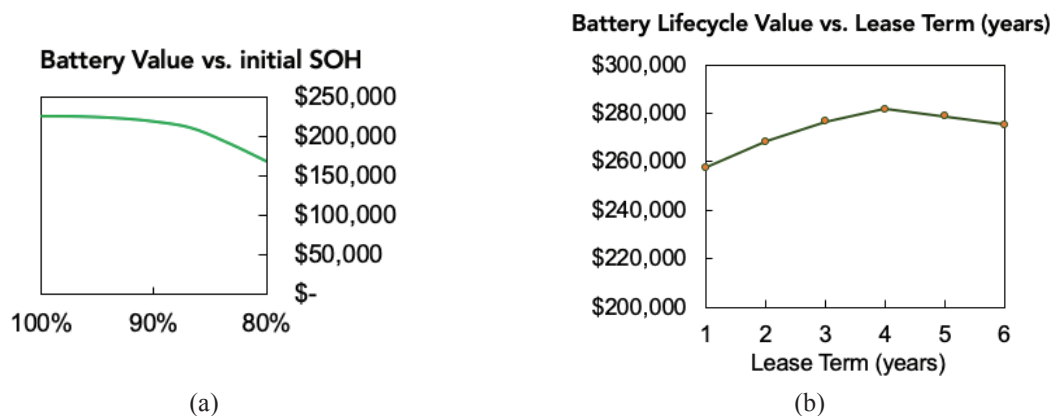 Battery Value vs. initial SOH
$250,000
$200,000
$150,000
$100,000
$50,000
$-
100%
90%
80%
(a)
Battery Lifecycle Value vs. Lease Term (years)
$300,000
$280,000
$260,000
$240,000
$220,000
$200,000
1 2 3 4 5 6
Lease Term (years)
(b)